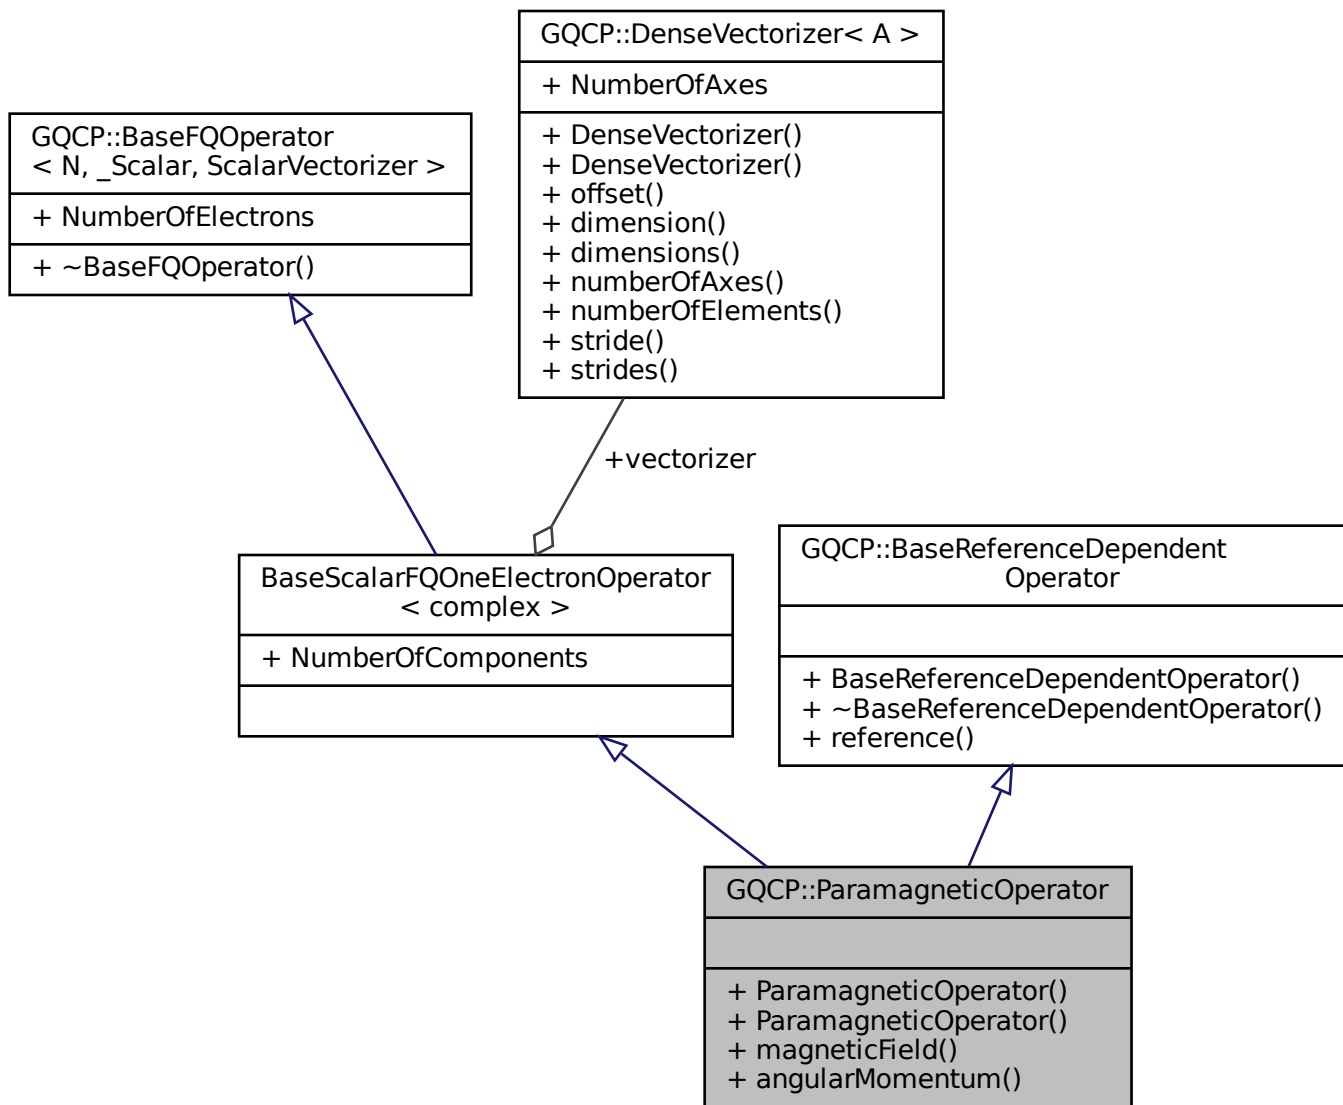 GQCP::DenseVectorizer< A >
+ NumberOfAxes
+ DenseVectorizer()
+ DenseVectorizer()
+ offset()
+ dimension()
+ dimensions()
+ numberOfAxes()
+ numberOfElements()
+ stride()
+ strides()
GQCP::BaseFQOperator
< N, _Scalar, ScalarVectorizer >
+ NumberOfElectrons
+ ~BaseFQOperator()
+vectorizer
BaseScalarFQOneElectronOperator
< complex >
+ NumberOfComponents
GQCP::BaseReferenceDependent
Operator
+ BaseReferenceDependentOperator()
+ ~BaseReferenceDependentOperator()
+ reference()
GQCP::ParamagneticOperator
+ ParamagneticOperator()
+ ParamagneticOperator()
+ magneticField()
+ angularMomentum()